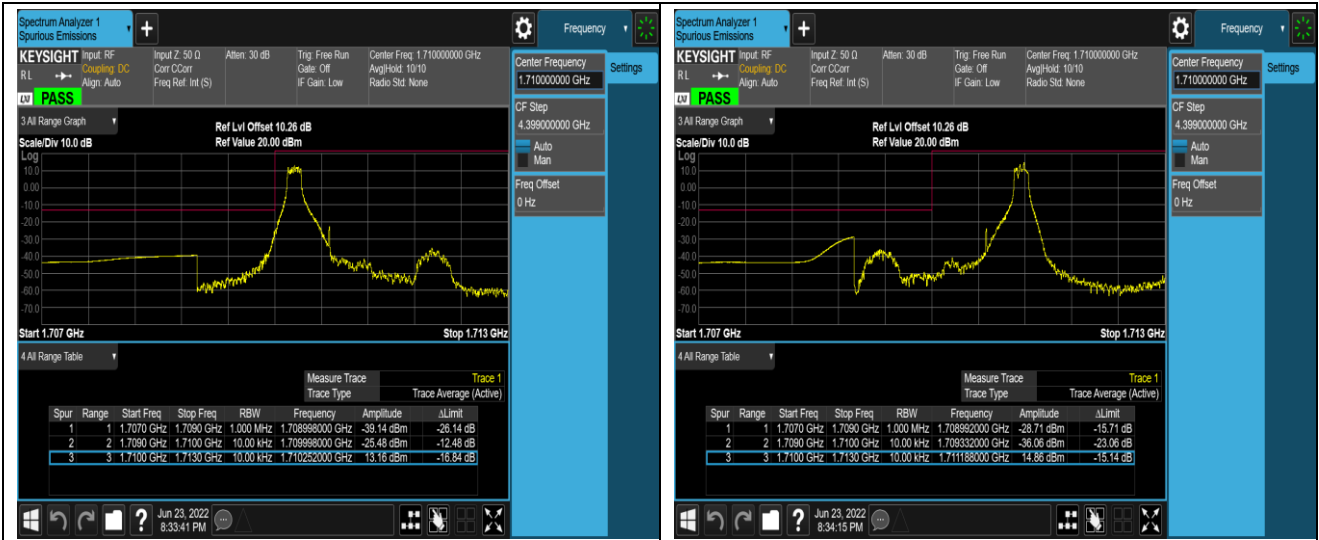 Spectrum Analyzer 1
Spurious Emissions
Frequency
KEYSIGHT Input: RF Input Z: 50 Ω Atten: 30 dB Trig: Free Run Center Freq: 1.710000000 GHz
Coupling: DC Corr CCorr Gate: Off Avg|Hold: 10/10
R L Align: Auto Freq Ref: Int (S) IF Gain: Low Radio Std: None
PASS
Center Frequency
1.710000000 GHz
Settings
CF Step
4.399000000 GHz
Auto
Man
Freq Offset
0 Hz
3 All Range Graph
Ref Lvl Offset 10.26 dB
Scale/Div 10.0 dB Ref Value 20.00 dBm
Log
10.0
0.00
-10.0
-20.0
-30.0
-40.0
-50.0
-60.0
-70.0
Start 1.707 GHz Stop 1.713 GHz
4 All Range Table
Measure Trace Trace 1
Trace Type Trace Average (Active)
Spur Range Start Freq Stop Freq RBW Frequency Amplitude ΔLimit
1 1 1.7070 GHz 1.7090 GHz 1.000 MHz 1.708998000 GHz -39.14 dBm -26.14 dB
2 2 1.7090 GHz 1.7100 GHz 10.00 kHz 1.709998000 GHz -25.48 dBm -12.48 dB
3 3 1.7100 GHz 1.7130 GHz 10.00 kHz 1.710252000 GHz 13.16 dBm -16.84 dB
Jun 23, 2022
8:33:41 PM
Spectrum Analyzer 1
Spurious Emissions
Frequency
KEYSIGHT Input: RF Input Z: 50 Ω Atten: 30 dB Trig: Free Run Center Freq: 1.710000000 GHz
Coupling: DC Corr CCorr Gate: Off Avg|Hold: 10/10
R L Align: Auto Freq Ref: Int (S) IF Gain: Low Radio Std: None
PASS
Center Frequency
1.710000000 GHz
Settings
CF Step
4.399000000 GHz
Auto
Man
Freq Offset
0 Hz
3 All Range Graph
Ref Lvl Offset 10.26 dB
Scale/Div 10.0 dB Ref Value 20.00 dBm
Log
10.0
0.00
-10.0
-20.0
-30.0
-40.0
-50.0
-60.0
-70.0
Start 1.707 GHz Stop 1.713 GHz
4 All Range Table
Measure Trace Trace 1
Trace Type Trace Average (Active)
Spur Range Start Freq Stop Freq RBW Frequency Amplitude ΔLimit
1 1 1.7070 GHz 1.7090 GHz 1.000 MHz 1.708992000 GHz -28.71 dBm -15.71 dB
2 2 1.7090 GHz 1.7100 GHz 10.00 kHz 1.709332000 GHz -36.06 dBm -23.06 dB
3 3 1.7100 GHz 1.7130 GHz 10.00 kHz 1.711188000 GHz 14.86 dBm -15.14 dB
Jun 23, 2022
8:34:15 PM